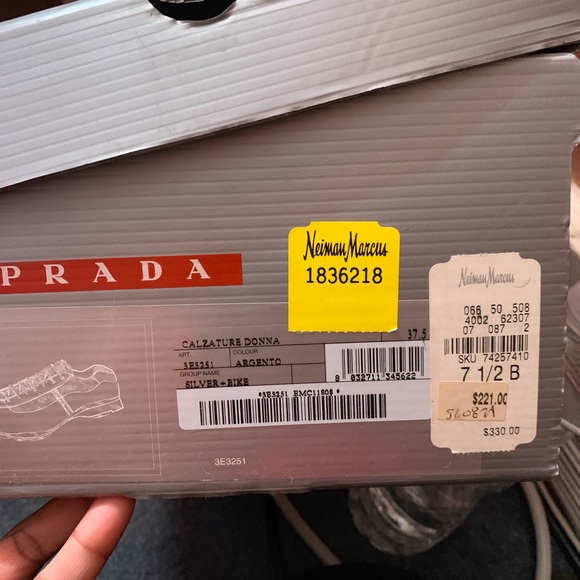 PRADA
Neiman Marcus
1836218
CALZATURE DONNA
37.5
ART.
COLOUR
3E3251
ARGENTO
GROUP NAME
SILVER+BIKE
8 032711 345622
*3E3251 EMC1180S *
3E3251
Neiman Marcus
066 50 508
4002 62307
07 087 2
SKU 74257410
7 1/2 B
$221.00
$330.00